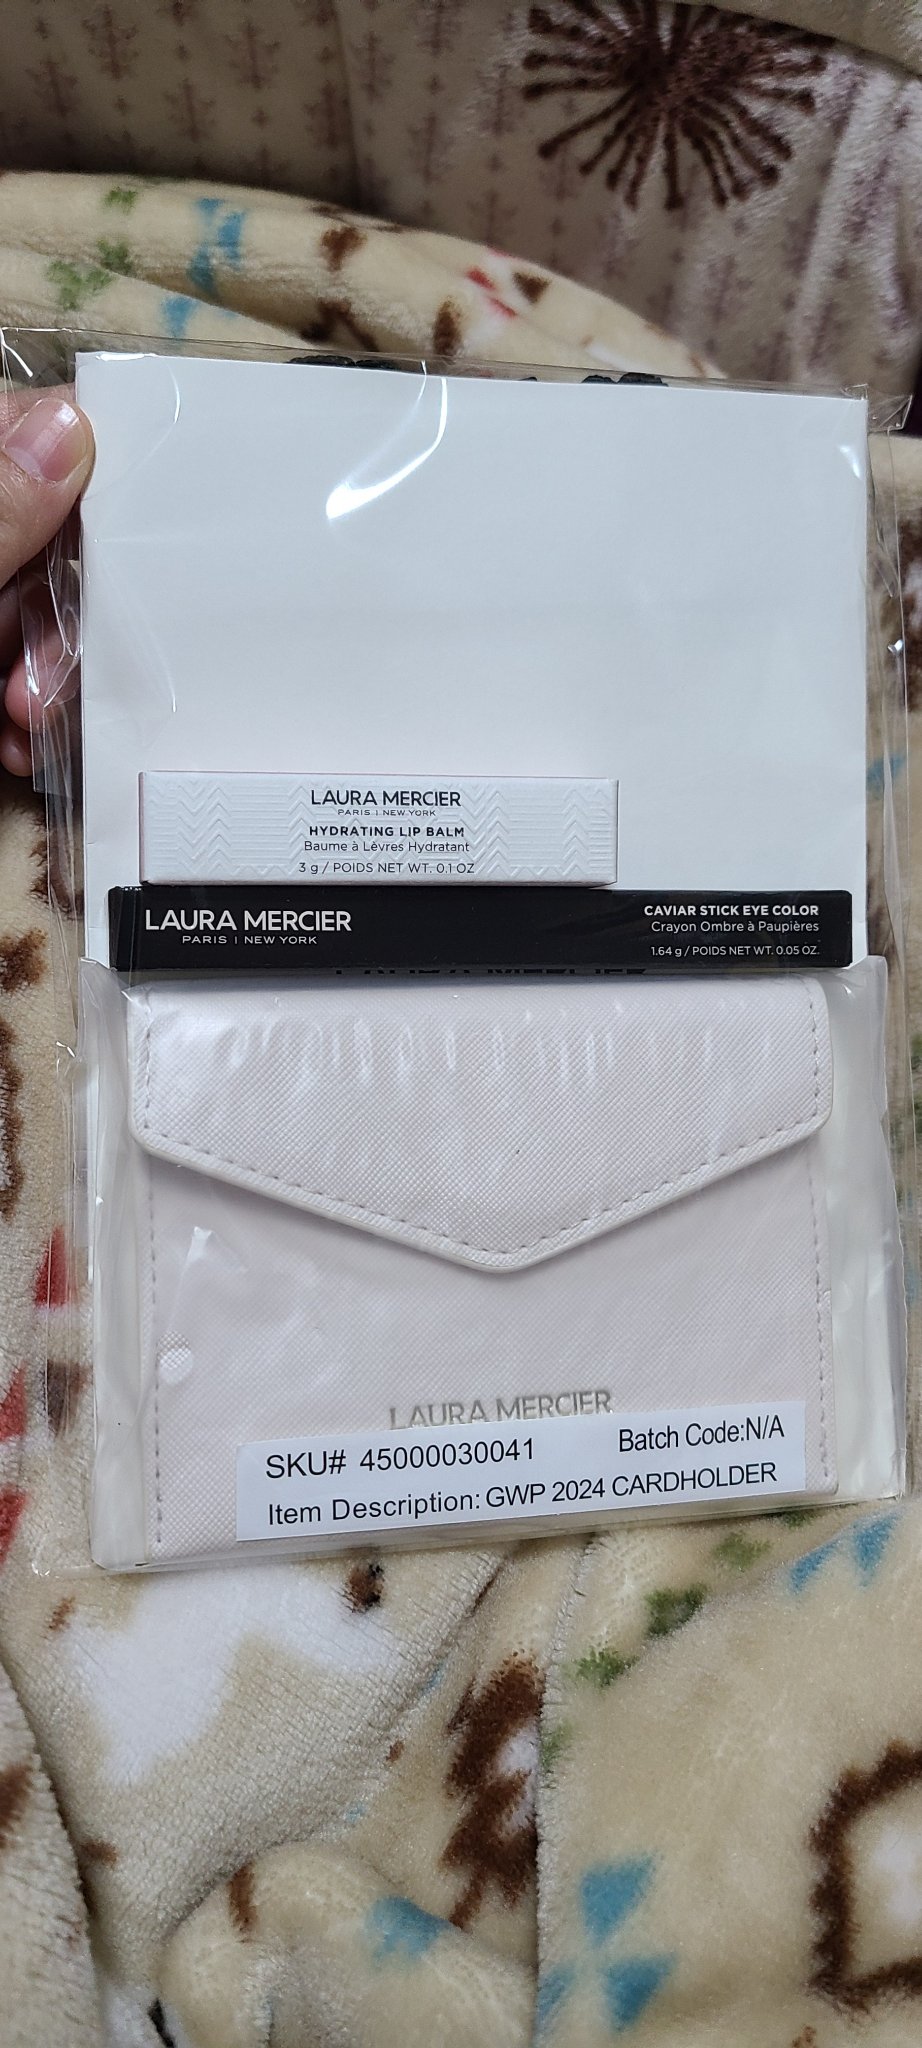 LAURA MERCIER
PARIS | NEW YORK
HYDRATING LIP BALM
Baume à Lèvres Hydratant
3 g / POIDS NET WT. 0.1 OZ
LAURA MERCIER
PARIS | NEW YORK
CAVIAR STICK EYE COLOR
Crayon Ombre à Paupières
1.64 g / POIDS NET WT. 0.05 OZ.
LAURA MERCIER
LAURA MERCIER
SKU# 45000030041
Batch Code:N/A
Item Description: GWP 2024 CARDHOLDER